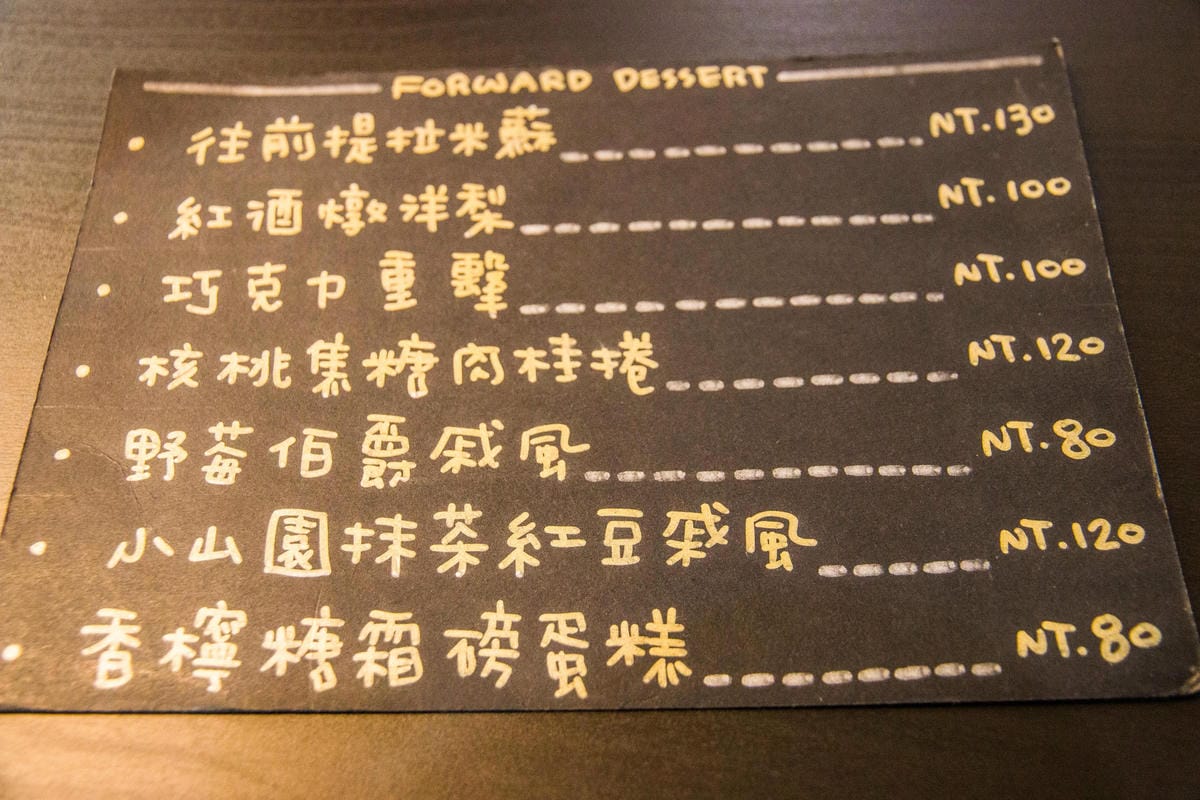 FORWARD DESSERT
• 往前提拉米蘇 NT.130
• 紅酒燉洋梨 NT.100
• 巧克力重擊 NT.100
• 核桃焦糖肉桂捲 NT.120
• 野莓伯爵戚風 NT.80
• 小山園抹茶紅豆戚風 NT.120
• 香檸糖霜磅蛋糕 NT.80